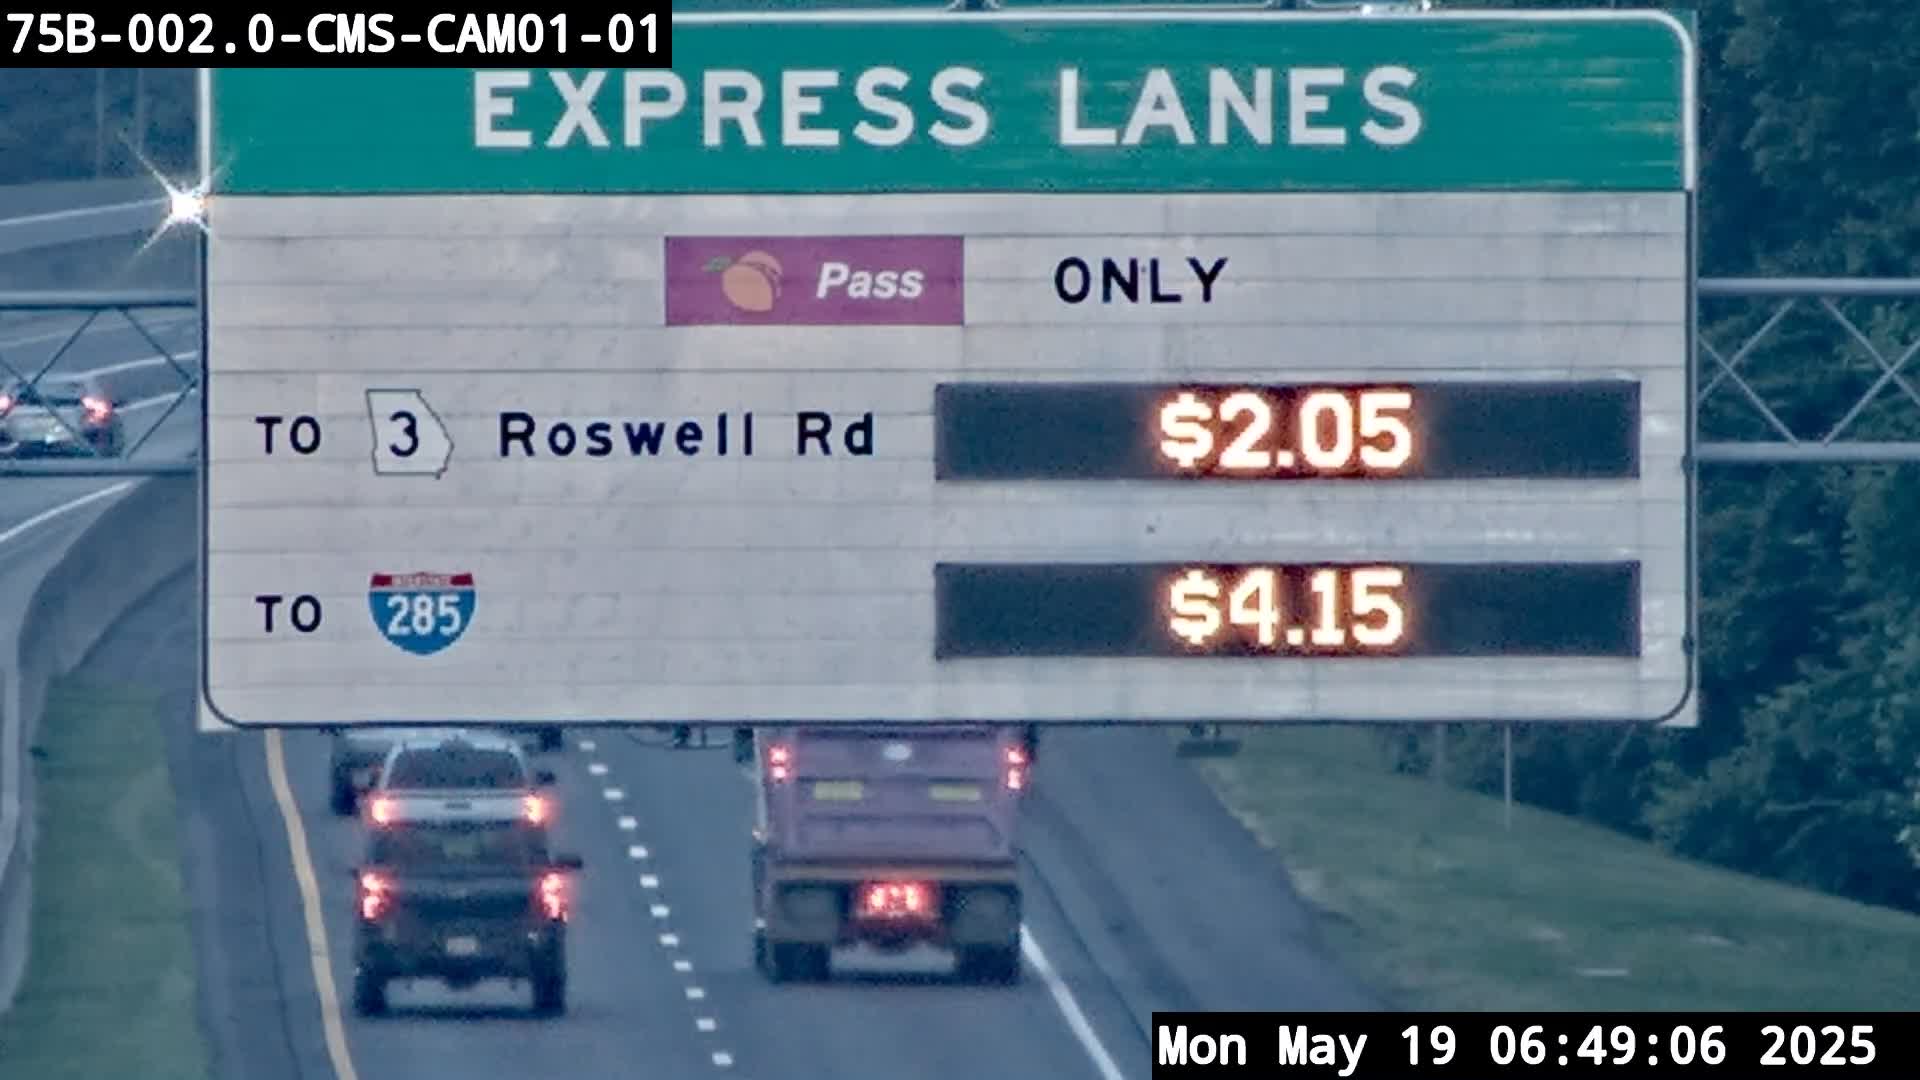 75B-002.0-CMS-CAM01-01
EXPRESS LANES
Pass ONLY
TO 3 Roswell Rd $2.05
TO INTERSTATE 285 $4.15
Mon May 19 06:49:06 2025